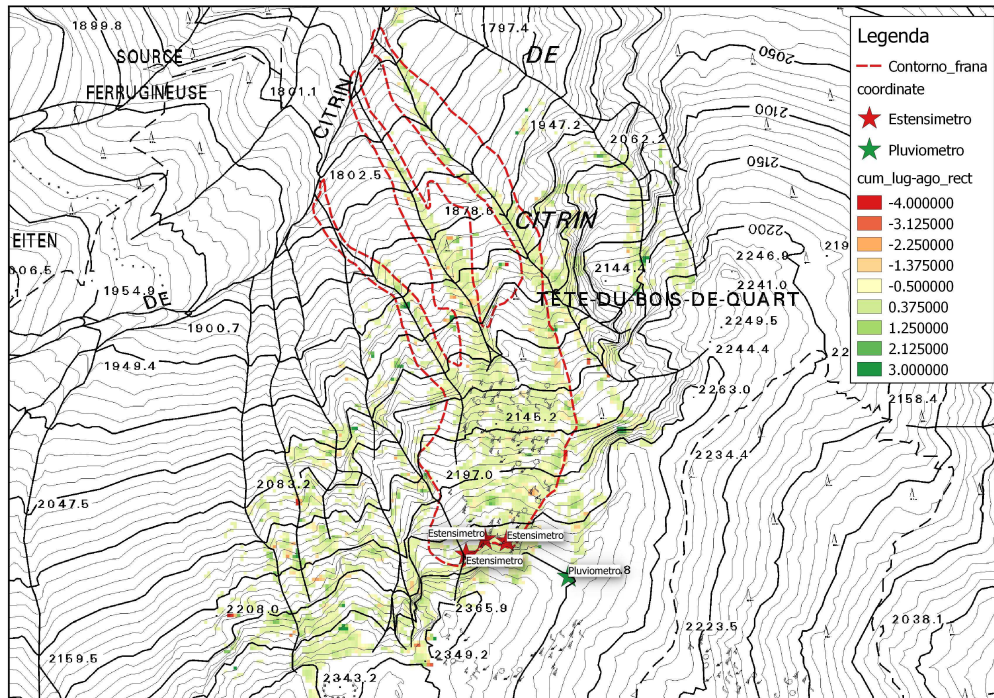 1899.8
1797.4
DE
2050
SOURCE
FERRUGINEUSE
1801.1
CITRIN
2100
1947.2
2062.2
2150
1802.5
1878.6
CITRIN
2200
EITEN
2246.9
2144.4
2241.0
1954.9
DE
TÊTE-DU-BOIS-DE-QUART
2249.5
1900.7
2244.4
1949.4
2263.0
2158.4
2145.2
2234.4
2197.0
2083.2
2047.5
Estensimetro
Estensimetro
Estensimetro
Pluviometro.8
2208.0
2365.9
2038.1
2223.5
2349.2
2159.5
2343.2
Legenda
Contorno_frana
coordinate
Estensimetro
Pluviometro
cum_lug-ago_rect
-4.000000
-3.125000
-2.250000
-1.375000
-0.500000
0.375000
1.250000
2.125000
3.000000